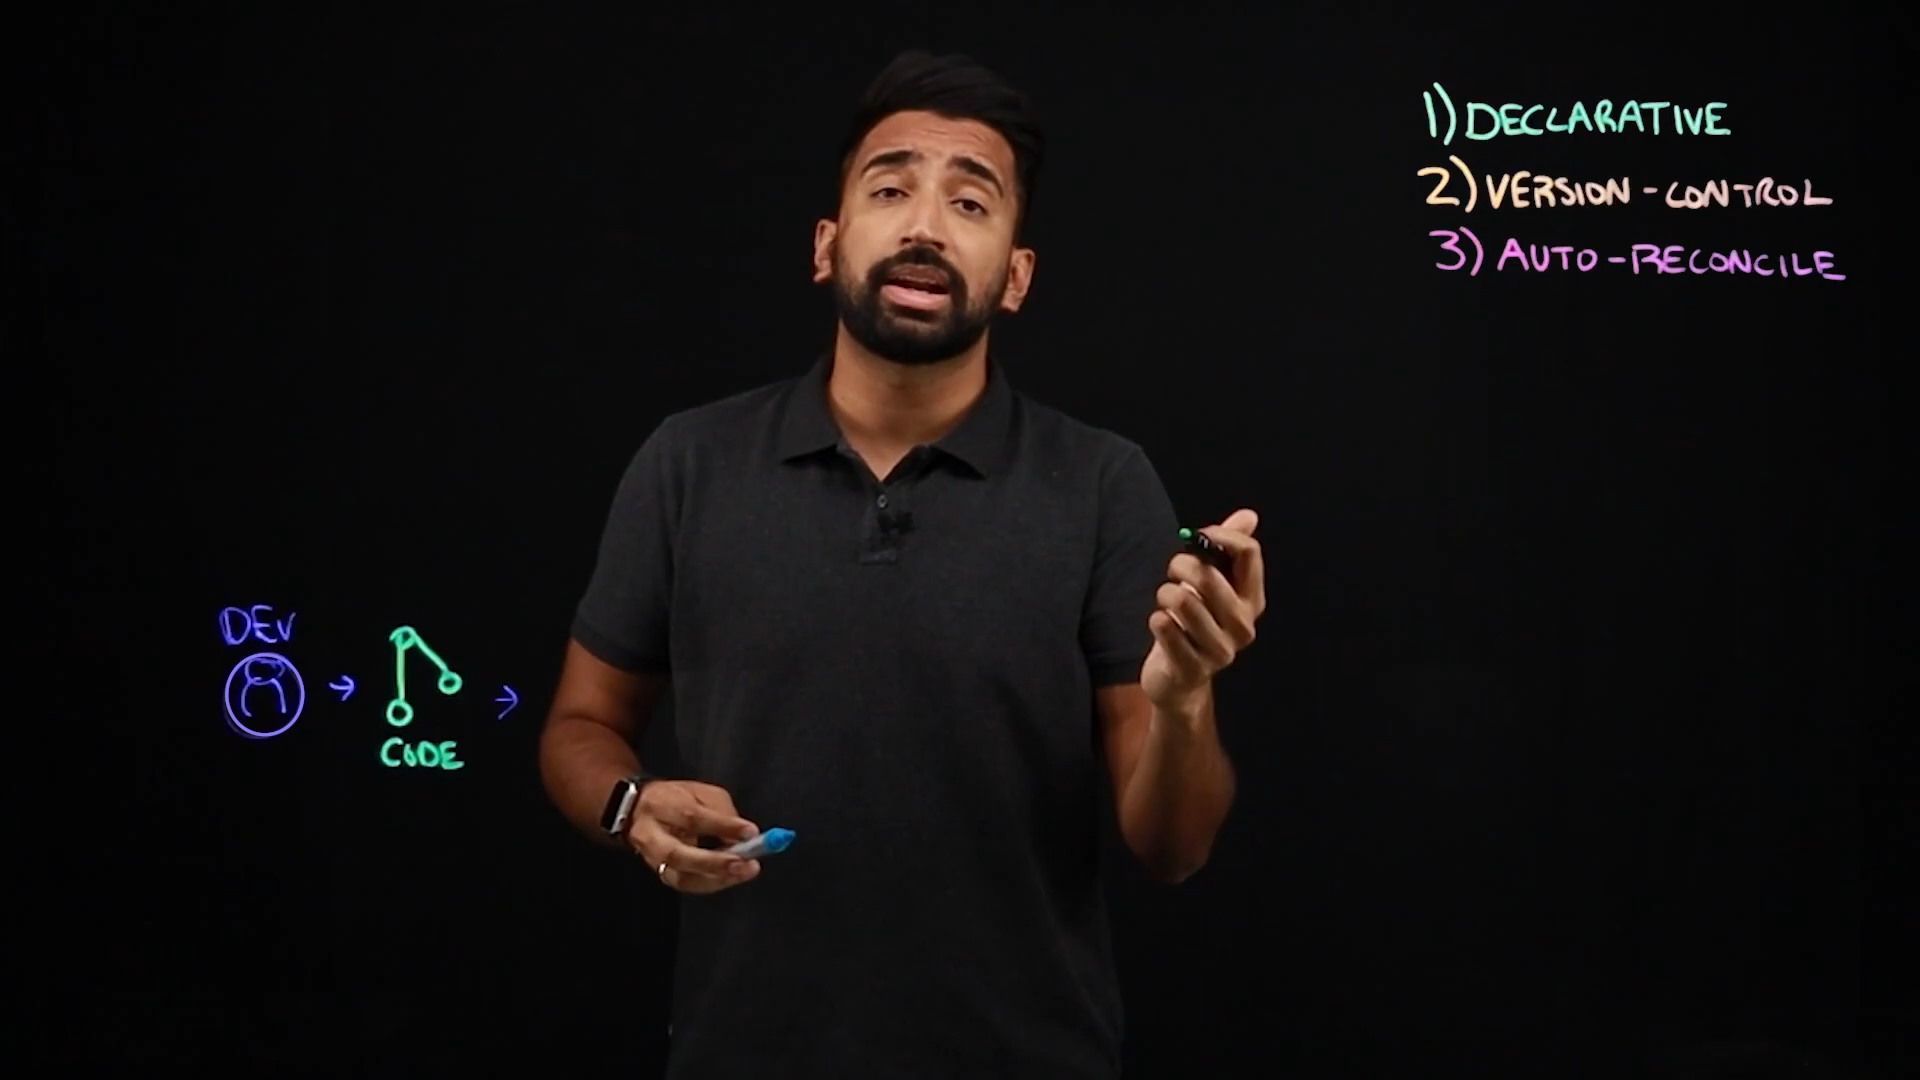 1) DECLARATIVE
2) VERSION-CONTROL
3) AUTO-RECONCILE
DEV
CODE